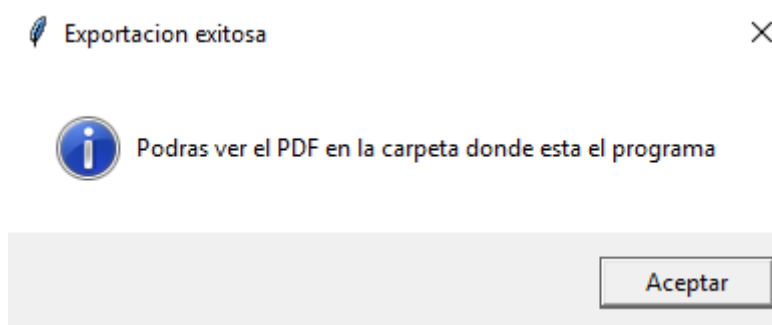 Exportacion exitosa
Podras ver el PDF en la carpeta donde esta el programa
Aceptar